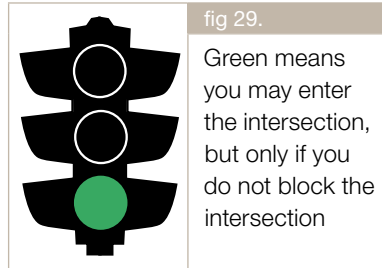 fig 29.
Green means
you may enter
the intersection,
but only if you
do not block the
intersection